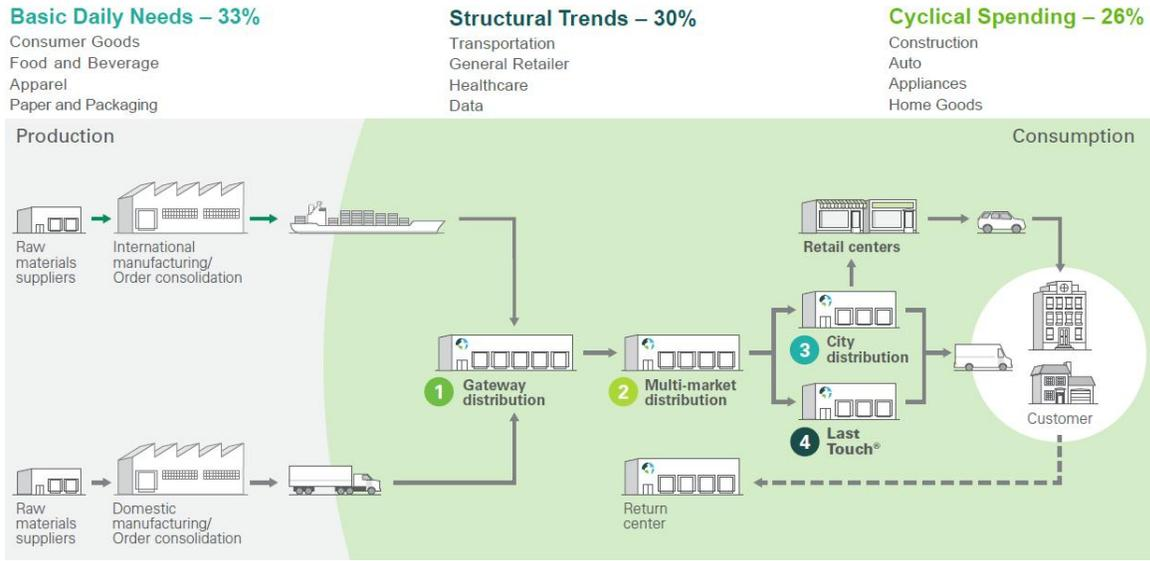 Basic Daily Needs – 33%
Consumer Goods
Food and Beverage
Apparel
Paper and Packaging
Structural Trends – 30%
Transportation
General Retailer
Healthcare
Data
Cyclical Spending – 26%
Construction
Auto
Appliances
Home Goods
Production
Consumption
Raw
materials
suppliers
International
manufacturing/
Order consolidation
Retail centers
1 Gateway
distribution
2 Multi-market
distribution
3 City
distribution
4 Last
Touch®
Customer
Raw
materials
suppliers
Domestic
manufacturing/
Order consolidation
Return
center